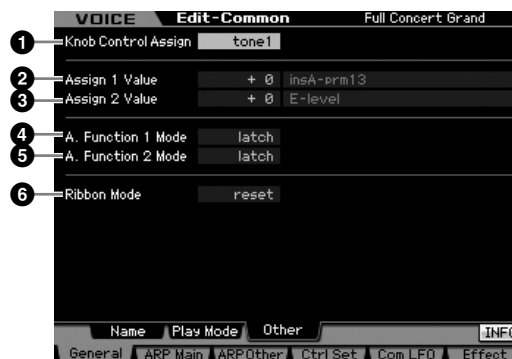 VOICE Edit-Common Full Concert Grand
1 Knob Control Assign tone1
2 Assign 1 Value + 0 insA-prm13
3 Assign 2 Value + 0 E-level
4 A. Function 1 Mode latch
5 A. Function 2 Mode latch
6 Ribbon Mode reset
Name Play Mode Other INFO
General ARP Main ARP Other Ctrl Set Com LFO Effect